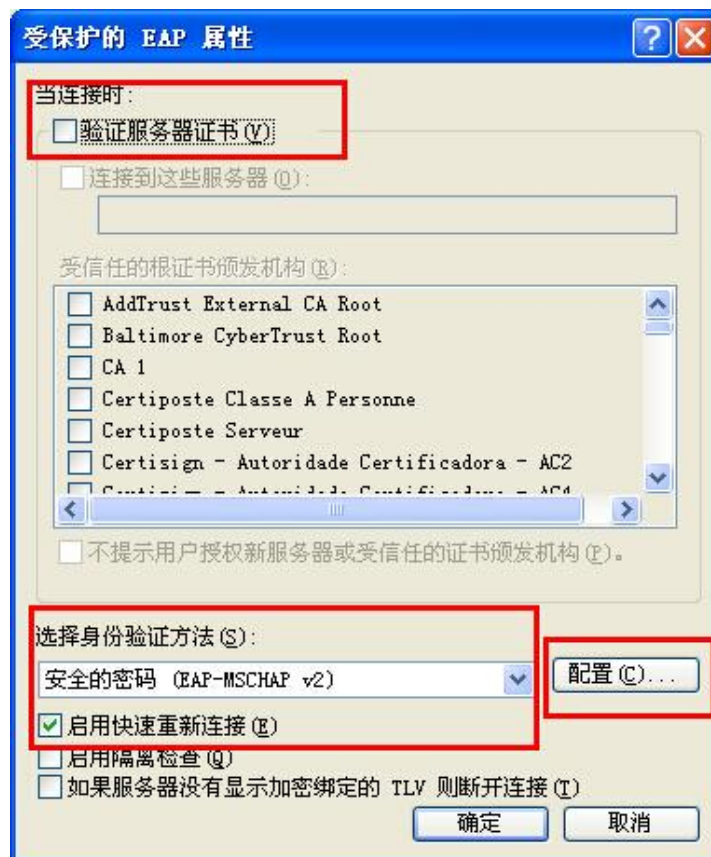 受保护的 EAP 属性
当连接时:
验证服务器证书(V)
连接到这些服务器(O):
受信任的根证书颁发机构(R):
AddTrust External CA Root
Baltimore CyberTrust Root
CA 1
Certiposte Classe A Personne
Certiposte Serveur
Certisign - Autoridade Certificadora - AC2
Certisign - Autoridade Certificadora - AC4
不提示用户授权新服务器或受信任的证书颁发机构(P)。
选择身份验证方法(S):
安全的密码 (EAP-MSCHAP v2)
配置(C)...
启用快速重新连接(E)
启用隔离检查(Q)
如果服务器没有显示加密绑定的 TLV 则断开连接(T)
确定
取消